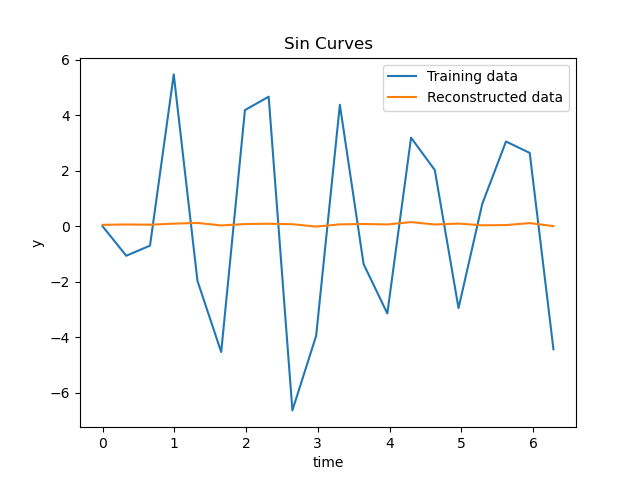 Sin Curves
Training data
Reconstructed data
6
4
2
0
−2
−4
−6
y
0 1 2 3 4 5 6
time